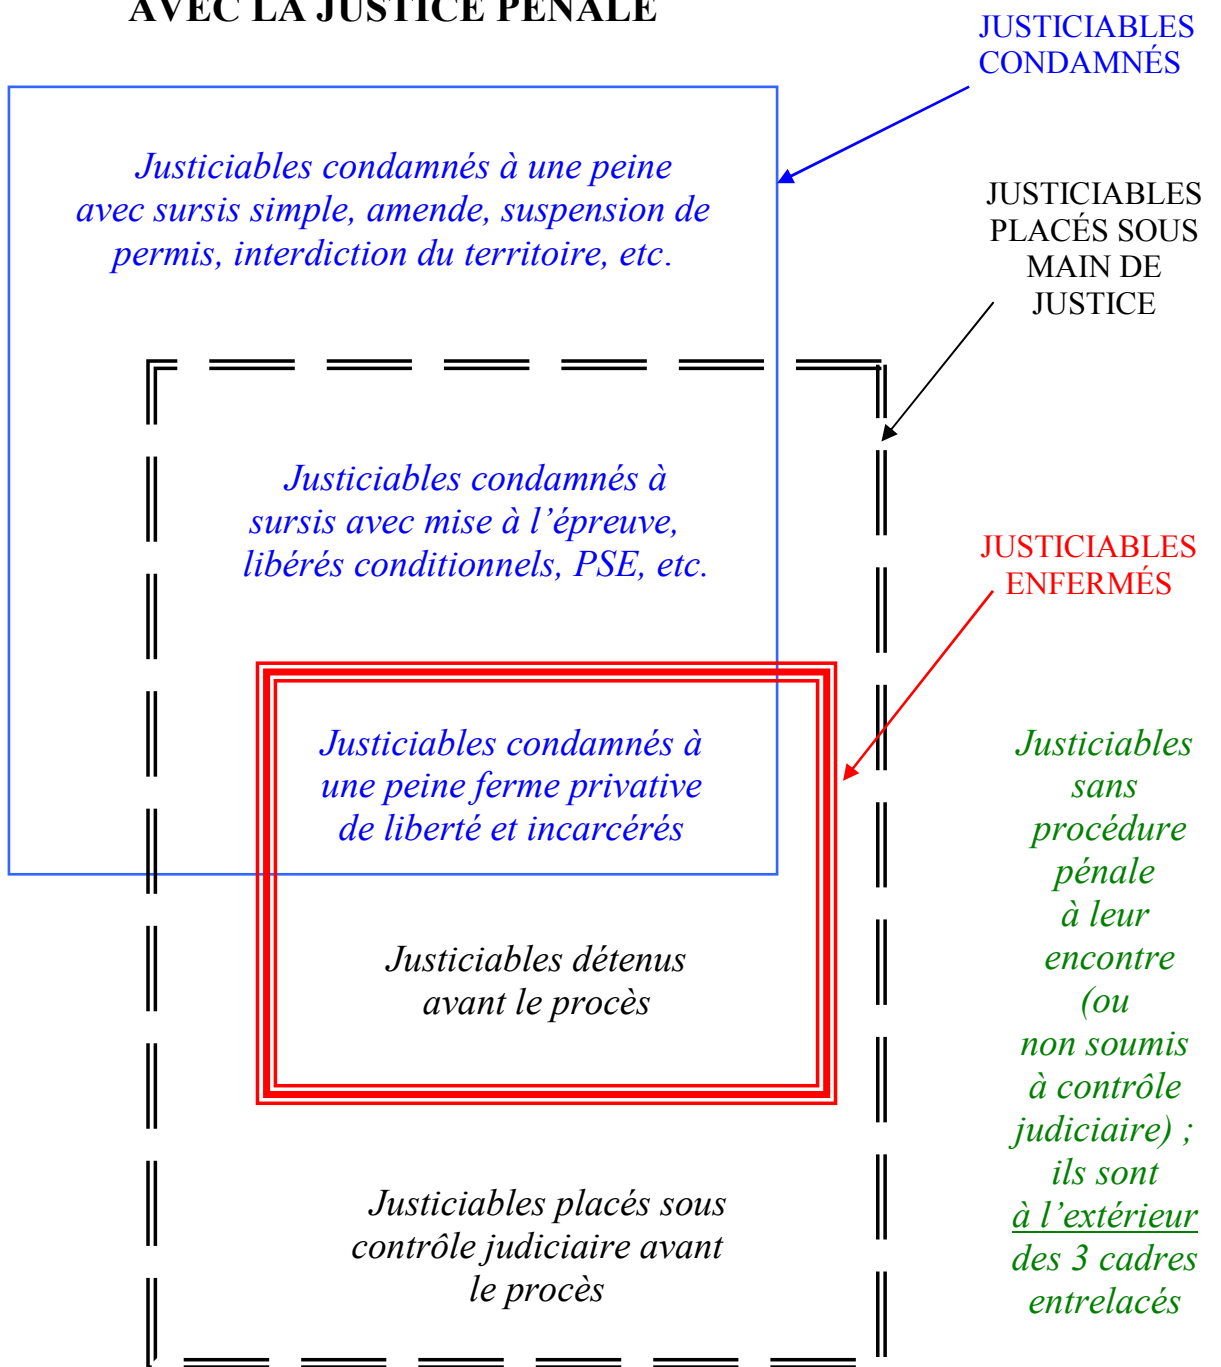 AVEC LA JUSTICE PÉNALE
JUSTICIABLES
CONDAMNÉS
Justiciables condamnés à une peine
avec sursis simple, amende, suspension de
permis, interdiction du territoire, etc.
JUSTICIABLES
PLACÉS SOUS
MAIN DE
JUSTICE
Justiciables condamnés à
sursis avec mise à l’épreuve,
libérés conditionnels, PSE, etc.
JUSTICIABLES
ENFERMÉS
Justiciables condamnés à
une peine ferme privative
de liberté et incarcérés
Justiciables détenus
avant le procès
Justiciables placés sous
contrôle judiciaire avant
le procès
Justiciables
sans
procédure
pénale
à leur
encontre
(ou
non soumis
à contrôle
judiciaire) ;
ils sont
à l’extérieur
des 3 cadres
entrelacés